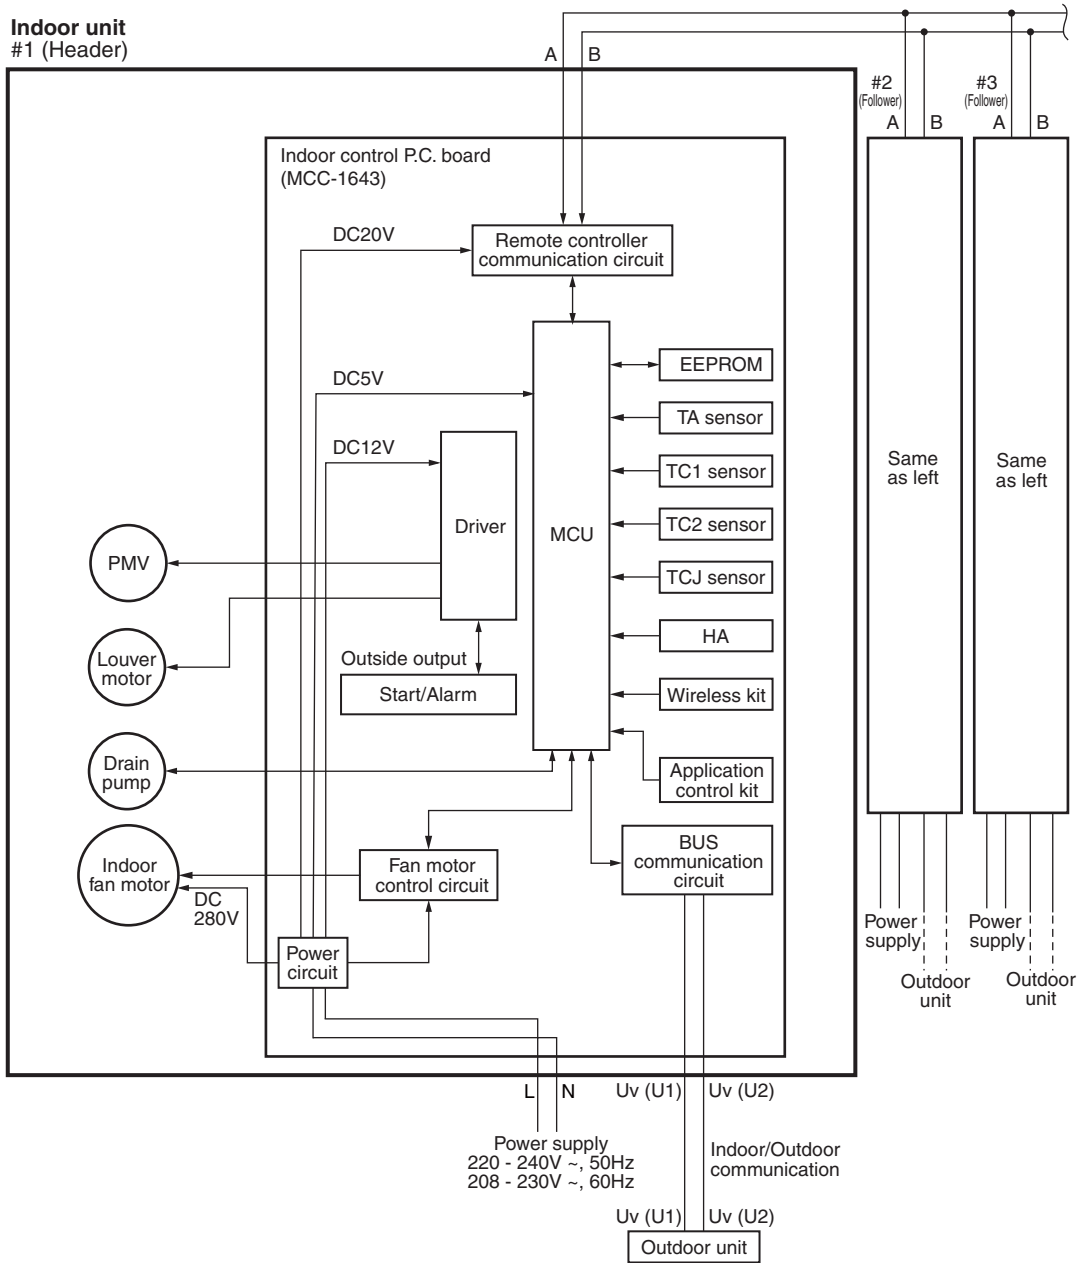 Indoor unit
#1 (Header)
A
B
#2
(Follower)
A
B
#3
(Follower)
A
B
Indoor control P.C. board
(MCC-1643)
DC20V
Remote controller
communication circuit
DC5V
DC12V
Driver
MCU
EEPROM
TA sensor
TC1 sensor
TC2 sensor
TCJ sensor
HA
Wireless kit
Application
control kit
Same
as left
Same
as left
PMV
Louver
motor
Drain
pump
Indoor
fan motor
Outside output
Start/Alarm
Fan motor
control circuit
BUS
communication
circuit
DC
280V
Power
circuit
Power
supply
Outdoor
unit
Power
supply
Outdoor
unit
L
N
Uv (U1)
Uv (U2)
Power supply
220 - 240V ~, 50Hz
208 - 230V ~, 60Hz
Indoor/Outdoor
communication
Uv (U1)
Uv (U2)
Outdoor unit